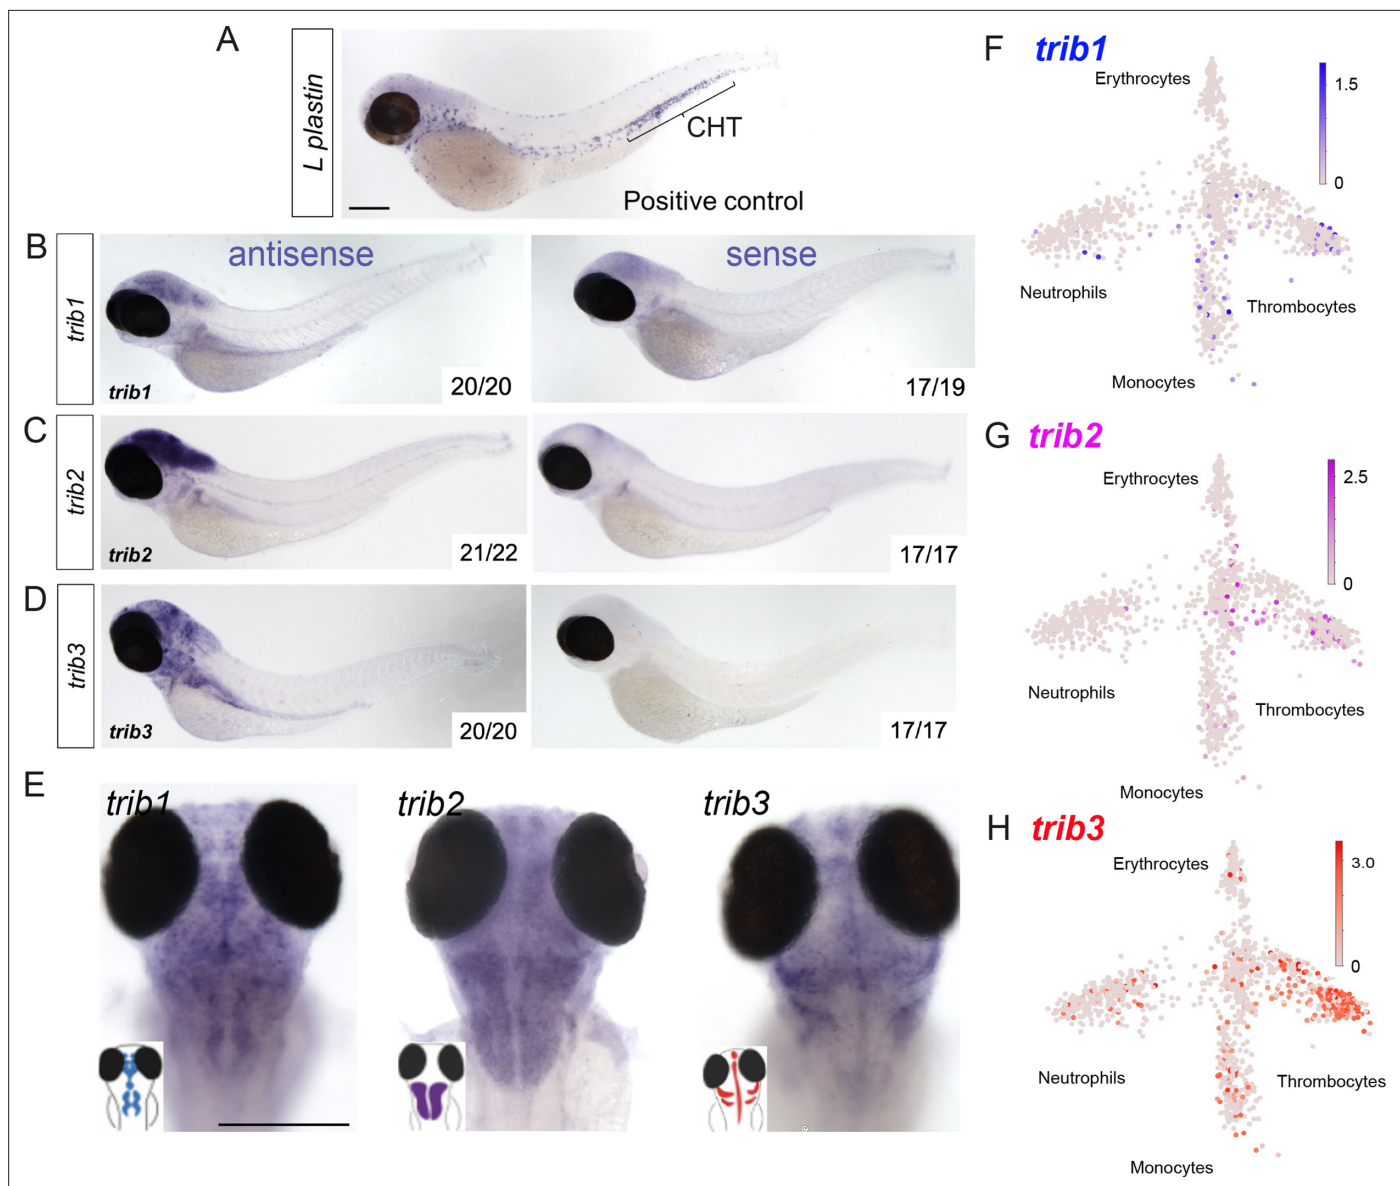 A
L plastin
CHT
Positive control
B
trib1
antisense
trib1
20/20
sense
17/19
C
trib2
trib2
21/22
17/17
D
trib3
trib3
20/20
17/17
E
trib1
trib2
trib3
F trib1
Erythrocytes
1.5
0
Neutrophils
Thrombocytes
Monocytes
G trib2
Erythrocytes
2.5
0
Neutrophils
Thrombocytes
Monocytes
H trib3
Erythrocytes
3.0
0
Neutrophils
Thrombocytes
Monocytes